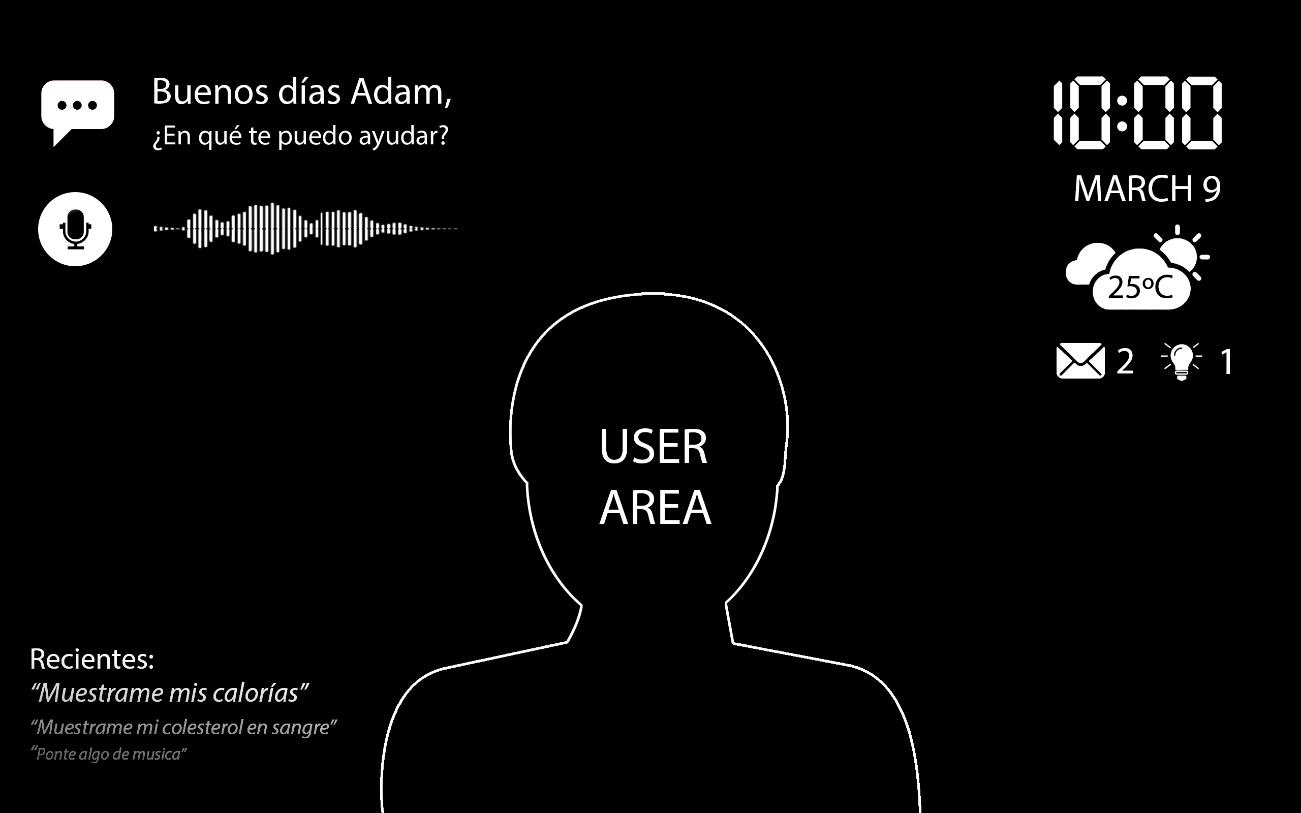 Buenos días Adam,
¿En qué te puedo ayudar?
10:00
MARCH 9
25ºC
2 1
USER
AREA
Recientes:
“Muestrame mis calorías”
“Muestrame mi colesterol en sangre”
“Ponte algo de musica”